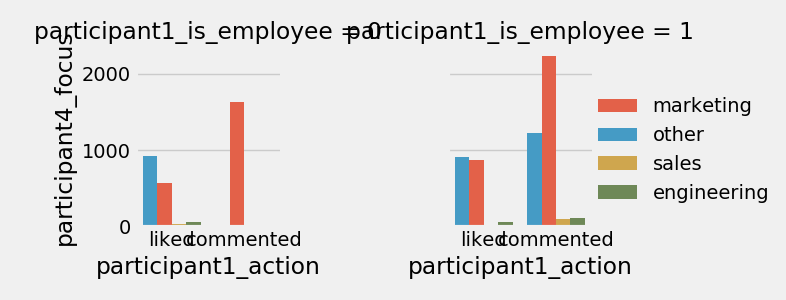 participant1_is_employee = 0
participant1_is_employee = 1
participant4_focus
2000
1000
0
liked
commented
participant1_action
liked
commented
participant1_action
marketing
other
sales
engineering